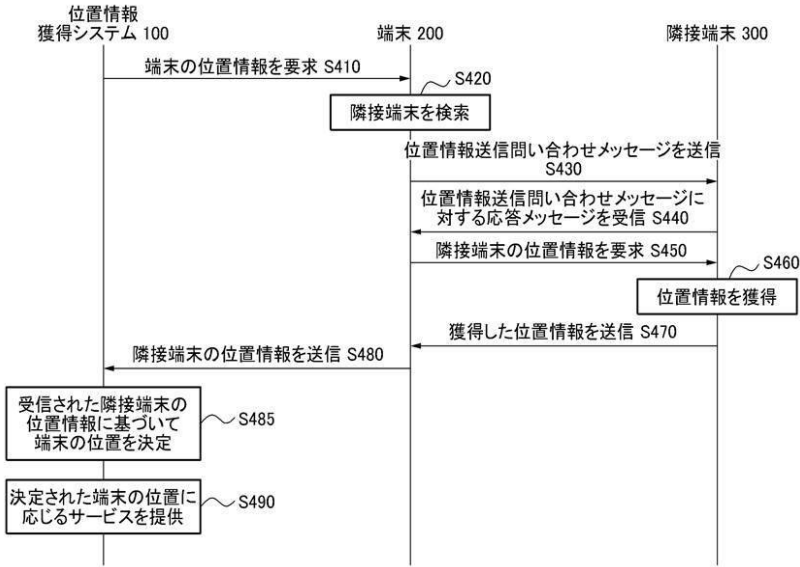 位置情報
獲得システム 100
端末 200
隣接端末 300
端末の位置情報を要求 S410
S420
隣接端末を検索
位置情報送信問い合わせメッセージを送信
S430
位置情報送信問い合わせメッセージに
対する応答メッセージを受信 S440
隣接端末の位置情報を要求 S450
S460
位置情報を獲得
獲得した位置情報を送信 S470
隣接端末の位置情報を送信 S480
受信された隣接端末の
位置情報に基づいて
端末の位置を決定
S485
決定された端末の位置に
応じるサービスを提供
S490